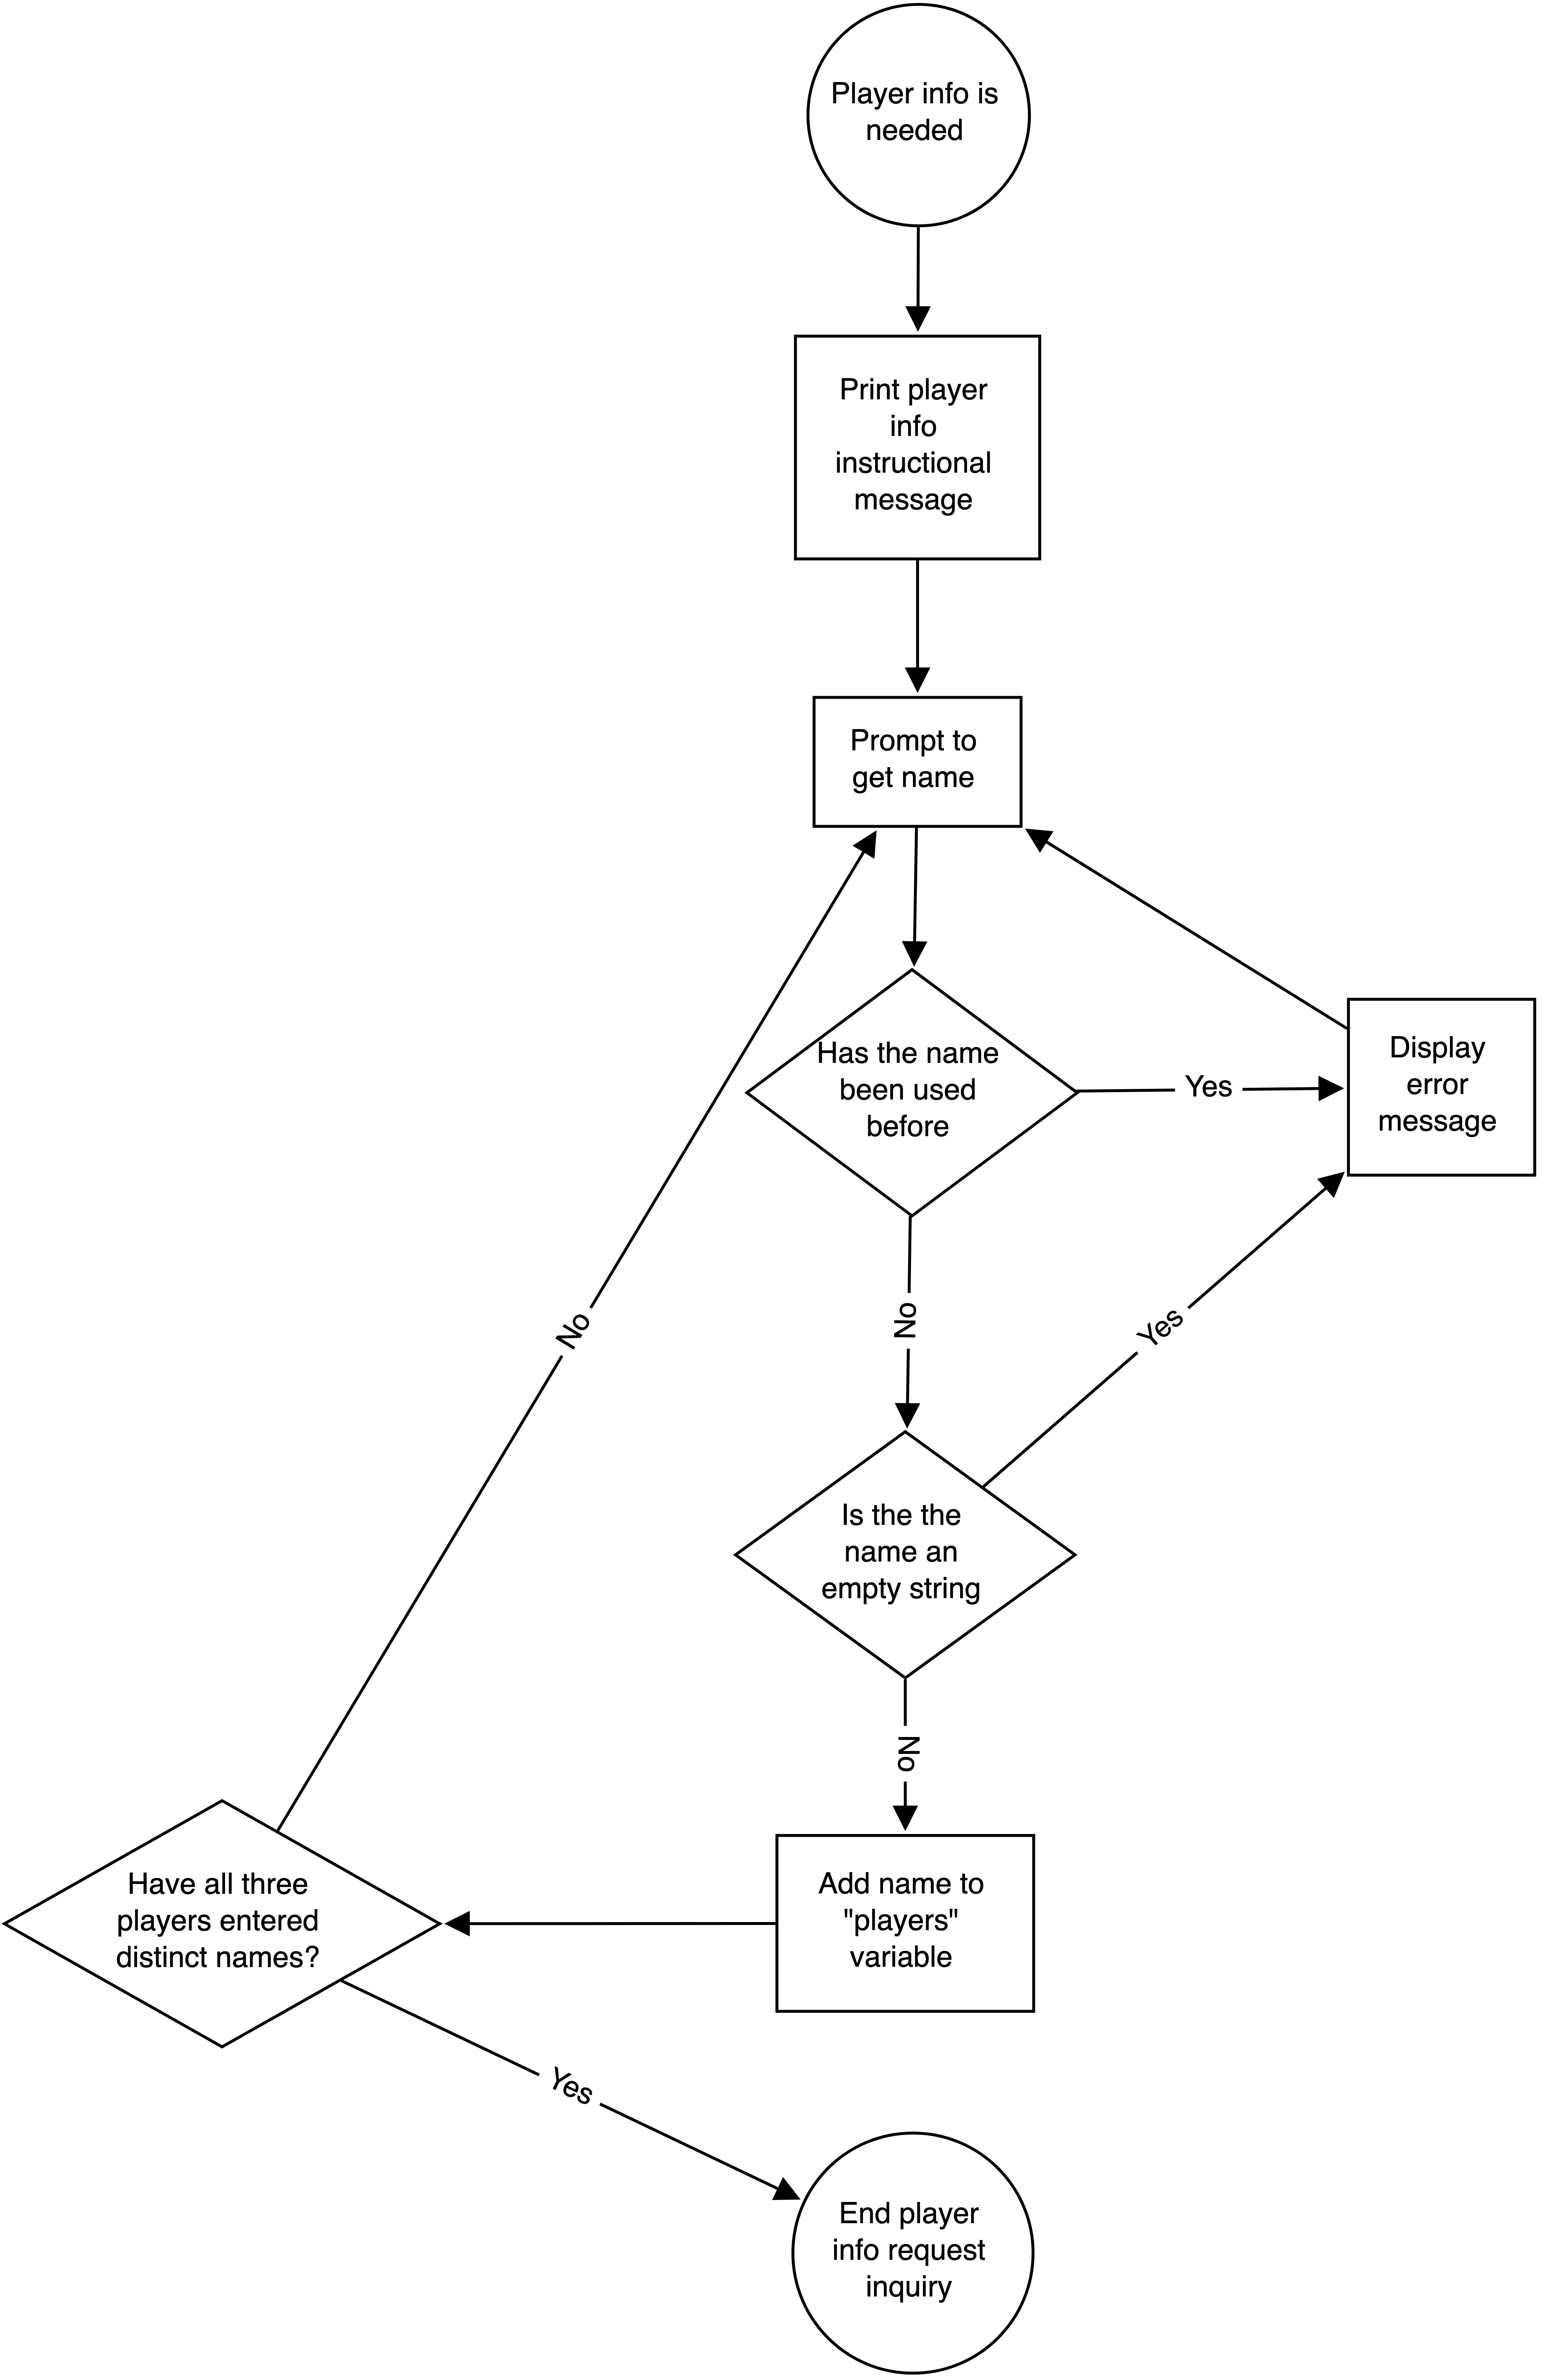 Player info is
needed
Print player
info
instructional
message
Prompt to
get name
Has the name
been used
before
Yes
Display
error
message
No
No
Yes
Is the the
name an
empty string
No
Add name to
"players"
variable
Have all three
players entered
distinct names?
Yes
End player
info request
inquiry